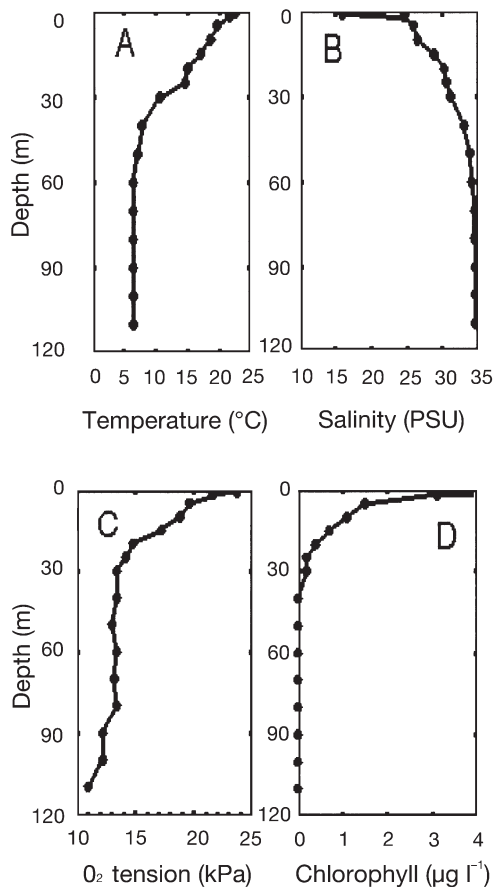 A
0
30
60
90
120
Depth (m)
0 5 10 15 20 25
Temperature (°C)
B
0
30
60
90
120
10 15 20 25 30 35
Salinity (PSU)
C
0
30
60
90
120
Depth (m)
10 15 20 25
O₂ tension (kPa)
D
0
30
60
90
120
0 1 2 3 4
Chlorophyll (µg l⁻¹)